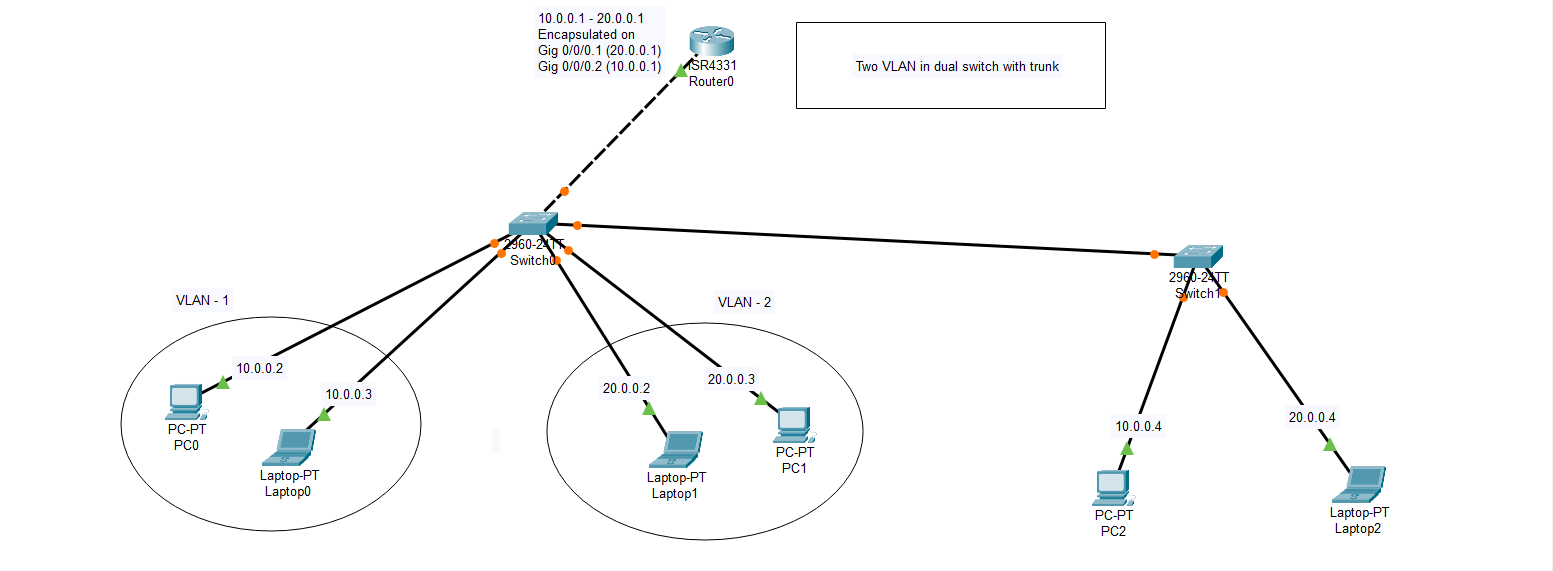 10.0.0.1 - 20.0.0.1
Encapsulated on
Gig 0/0/0.1 (20.0.0.1)
Gig 0/0/0.2 (10.0.0.1)
ISR4331
Router0
Two VLAN in dual switch with trunk
2960-24TT
Switch0
2960-24TT
Switch1
VLAN - 1
VLAN - 2
10.0.0.2
10.0.0.3
20.0.0.2
20.0.0.3
10.0.0.4
20.0.0.4
PC-PT
PC0
Laptop-PT
Laptop0
Laptop-PT
Laptop1
PC-PT
PC1
PC-PT
PC2
Laptop-PT
Laptop2